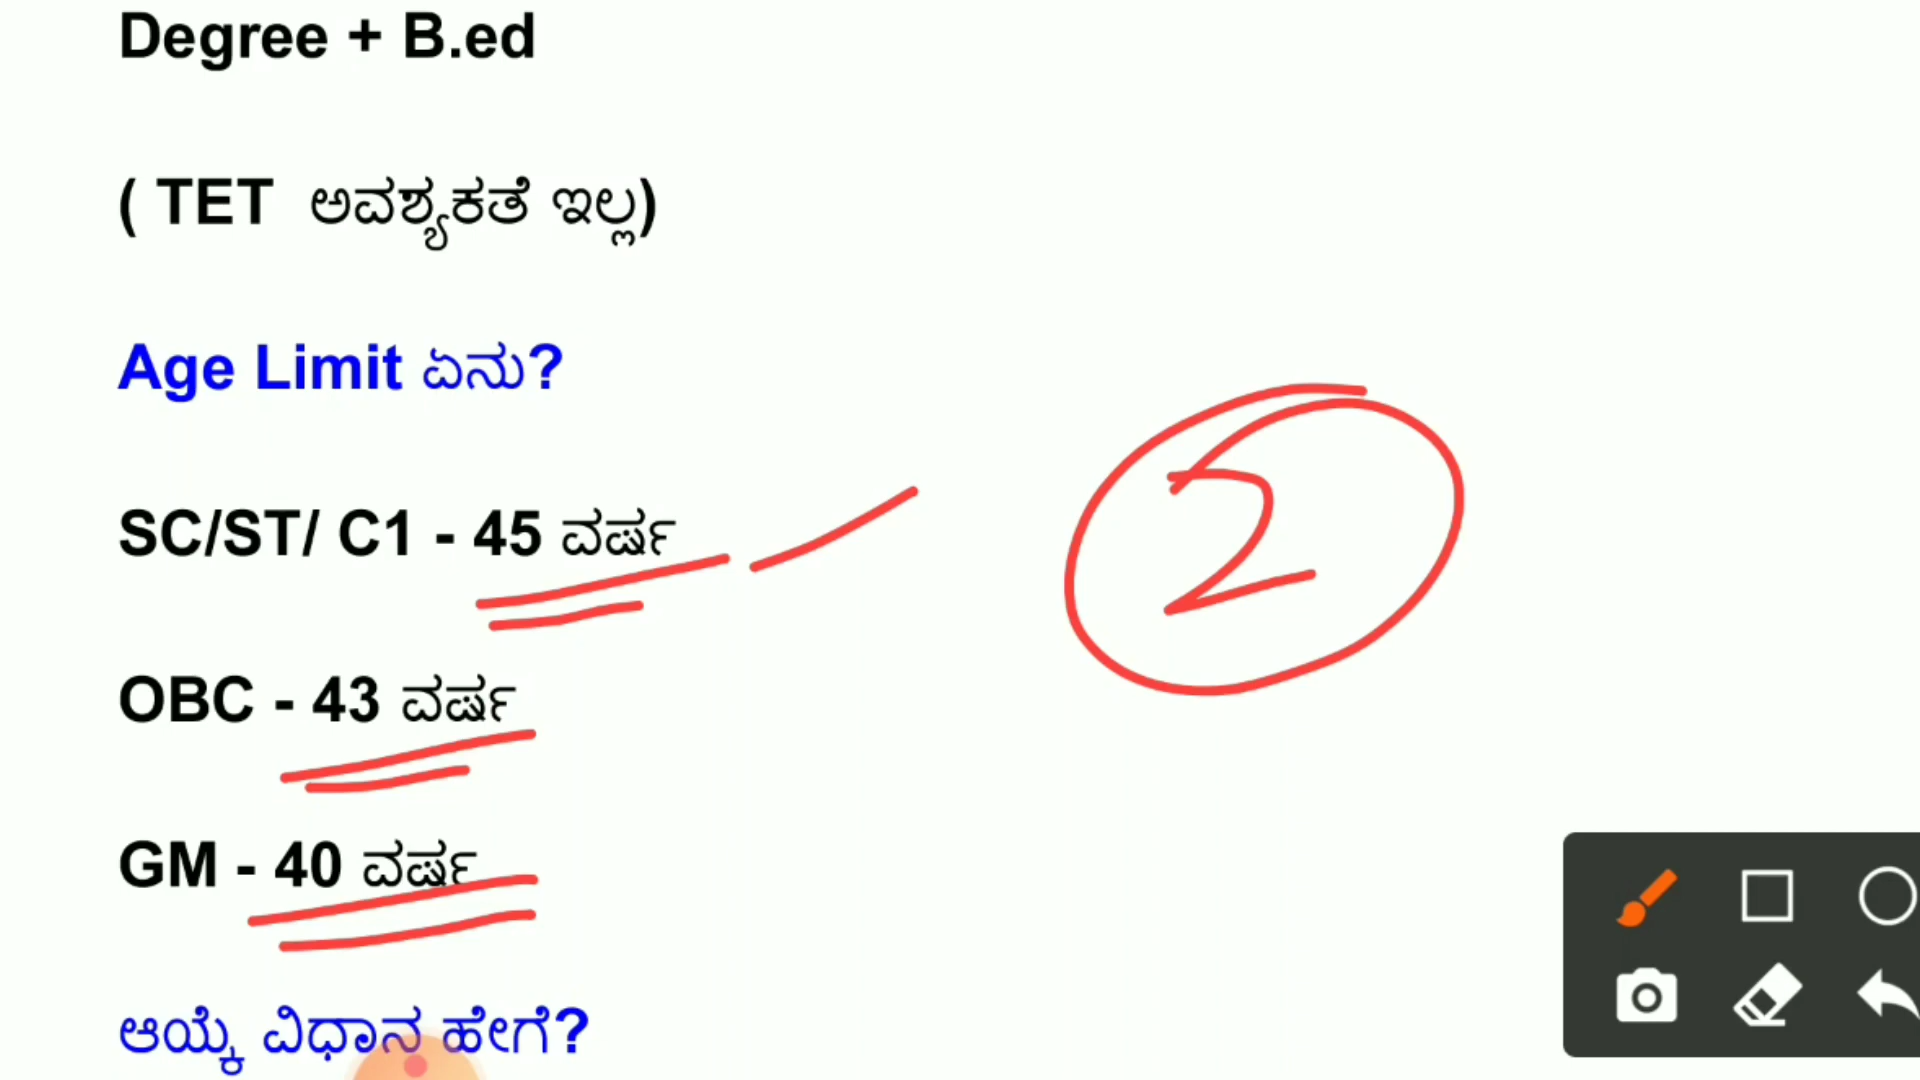 Degree + B.ed
( TET ಅವಶ್ಯಕತೆ ಇಲ್ಲ)
Age Limit ಏನು?
SC/ST/ C1 - 45 ವರ್ಷ
2
OBC - 43 ವರ್ಷ
GM - 40 ವರ್ಷ
ಆಯ್ಕೆ ವಿಧಾನ ಹೇಗೆ?